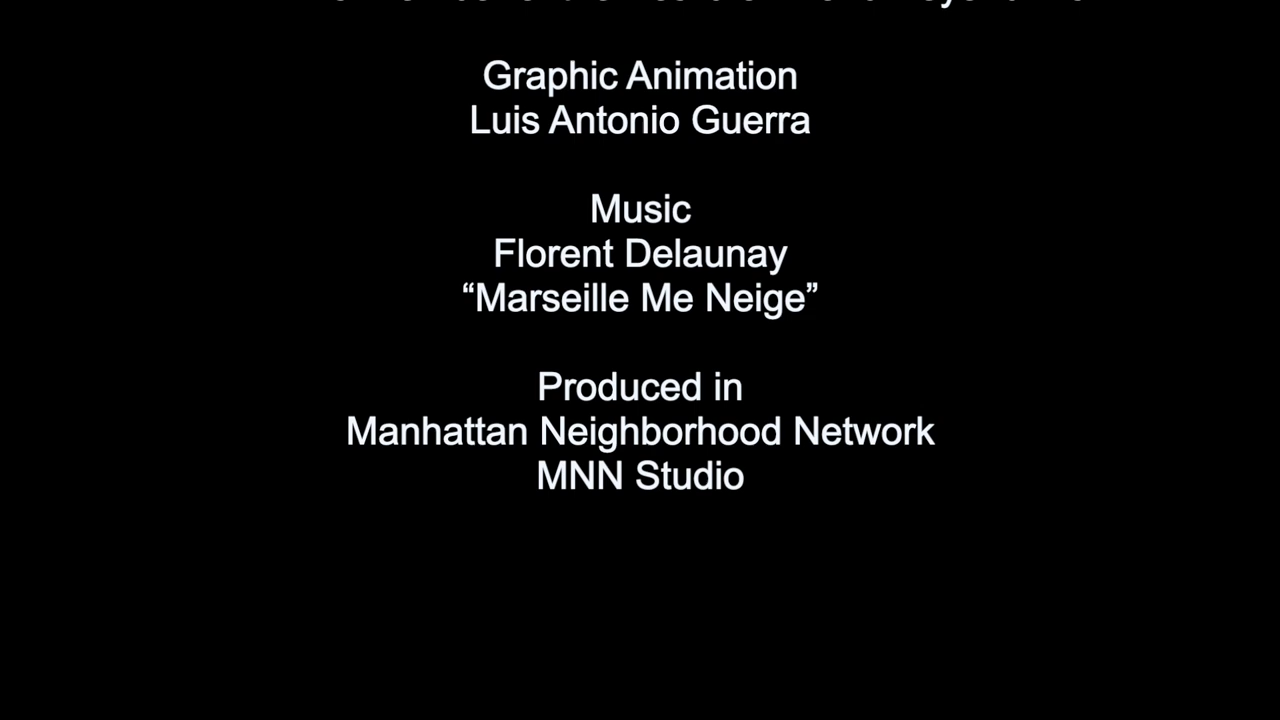 Graphic Animation
Luis Antonio Guerra
Music
Florent Delaunay
“Marseille Me Neige”
Produced in
Manhattan Neighborhood Network
MNN Studio